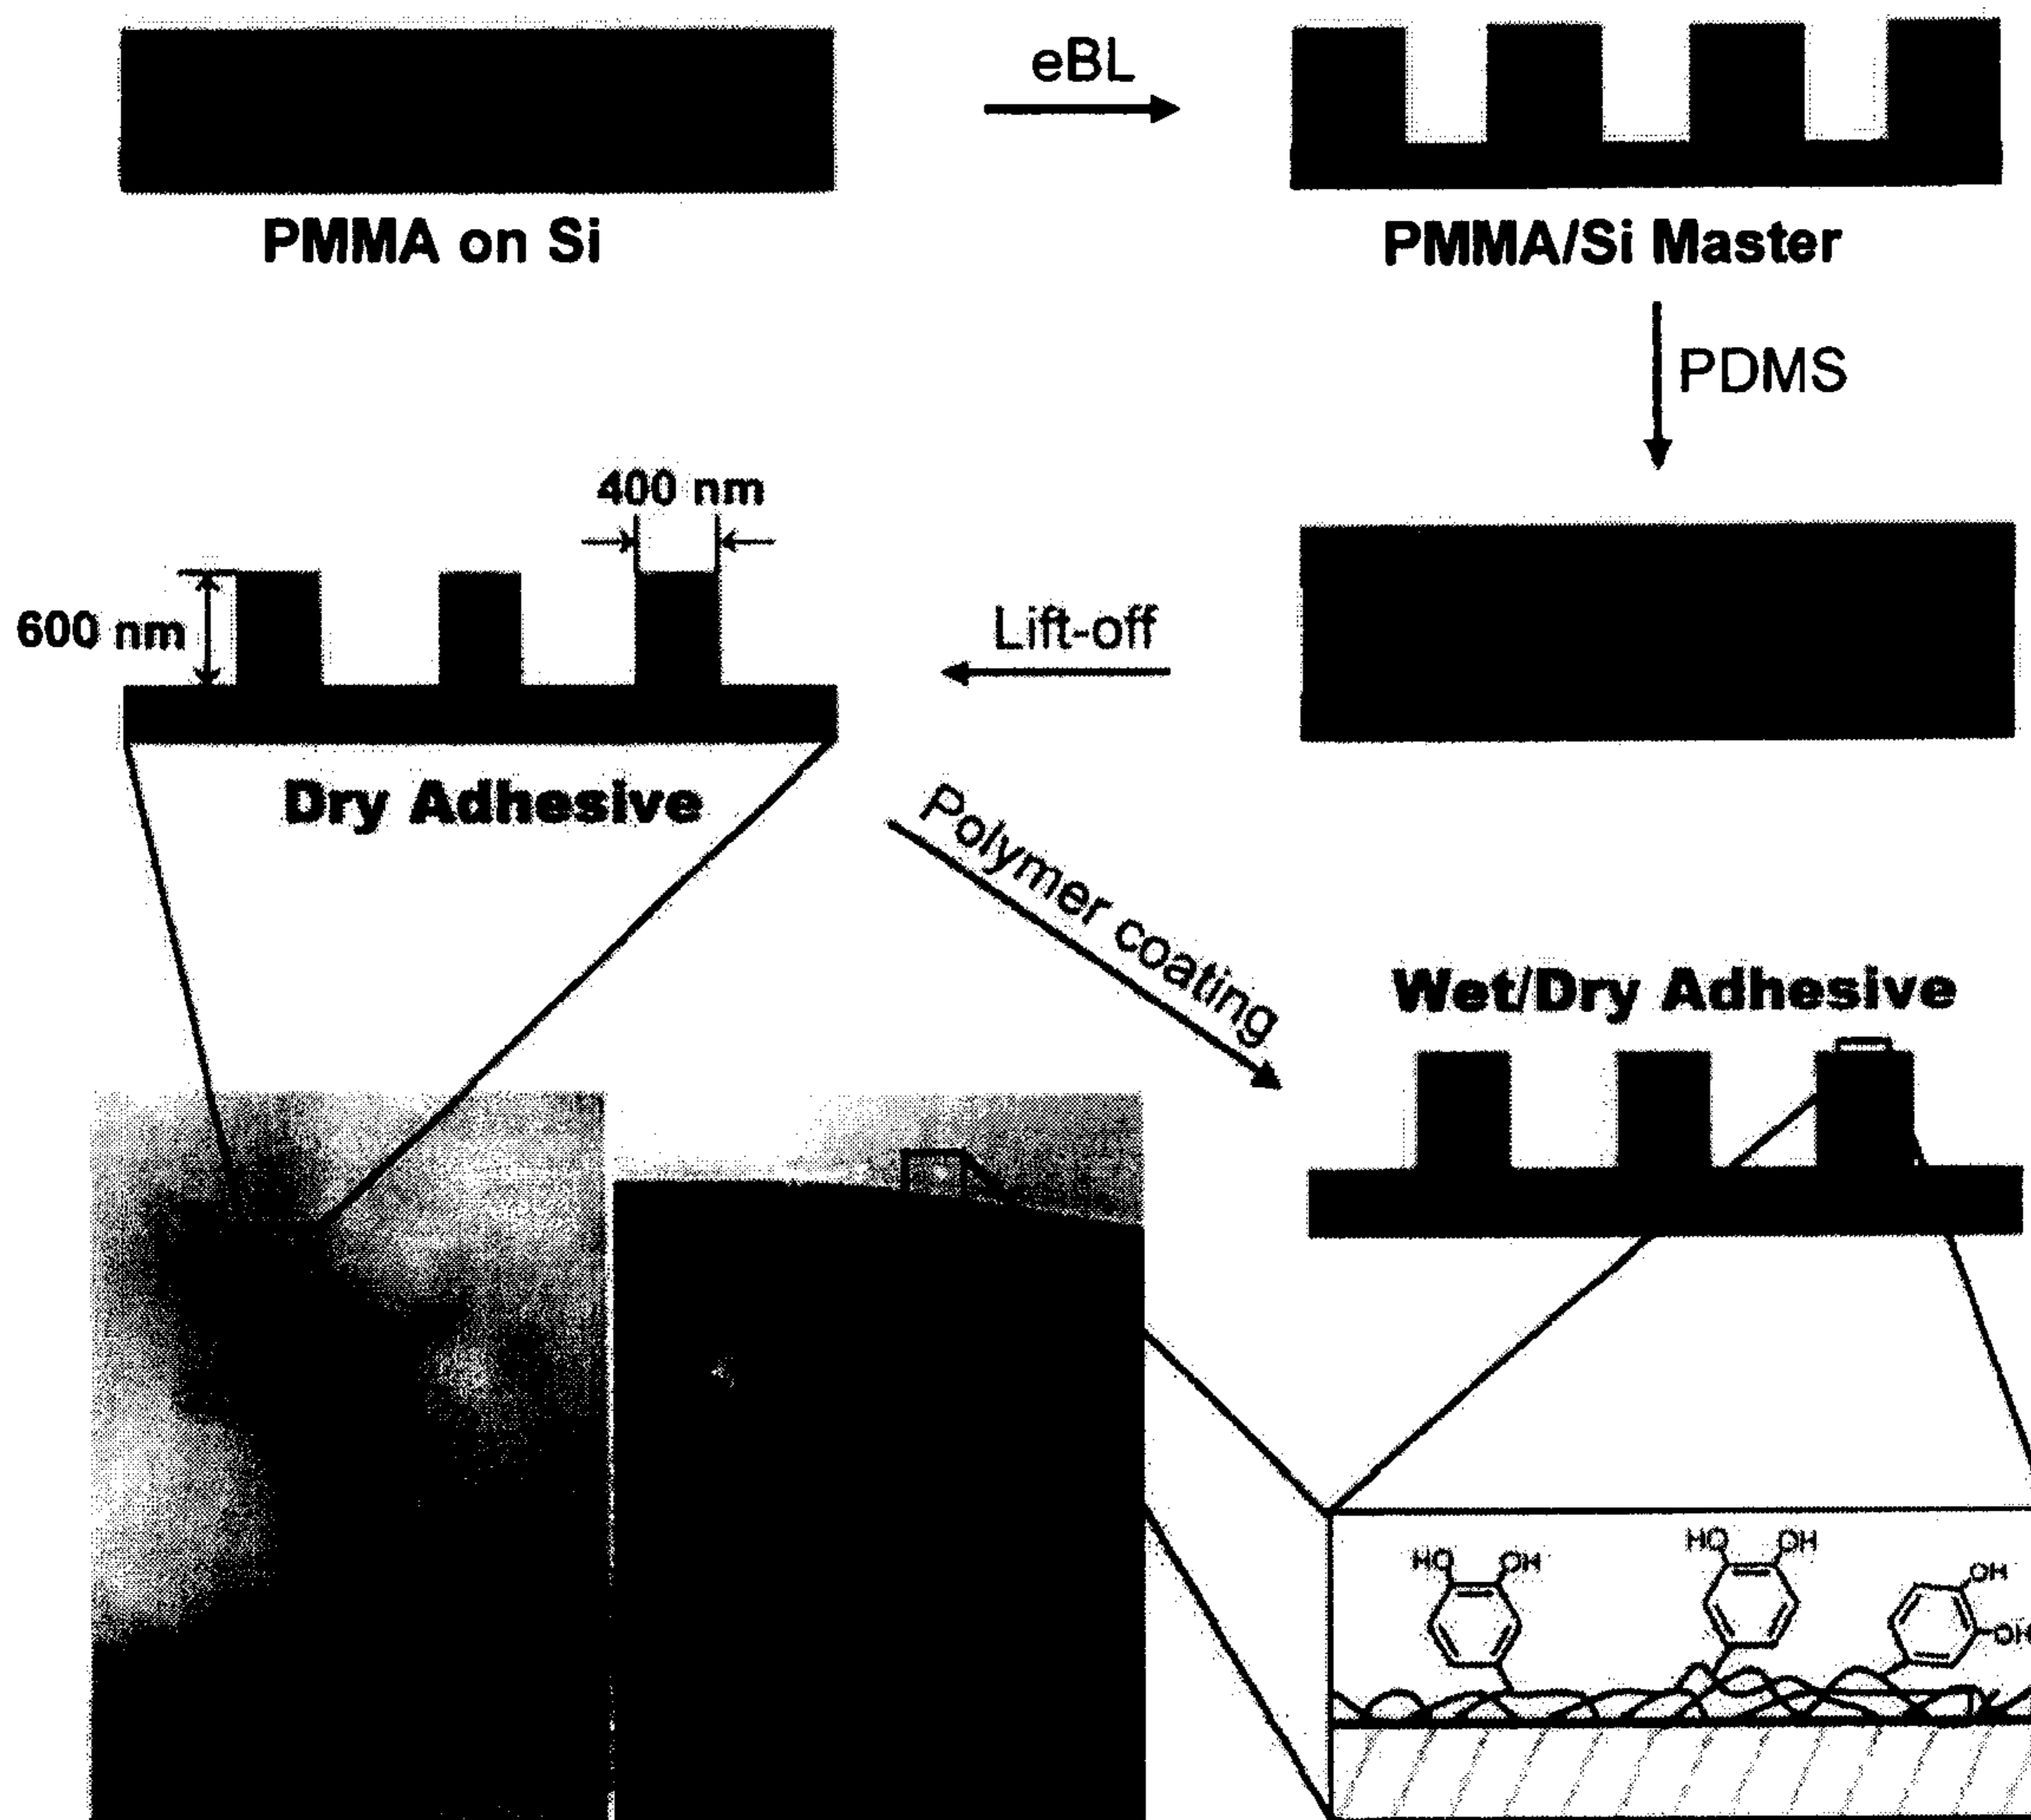 eBL
PMMA on Si
PMMA/Si Master
PDMS
400 nm
600 nm
Lift-off
Dry Adhesive
Polymer coating
Wet/Dry Adhesive
HO OH
HO OH
OH
OH